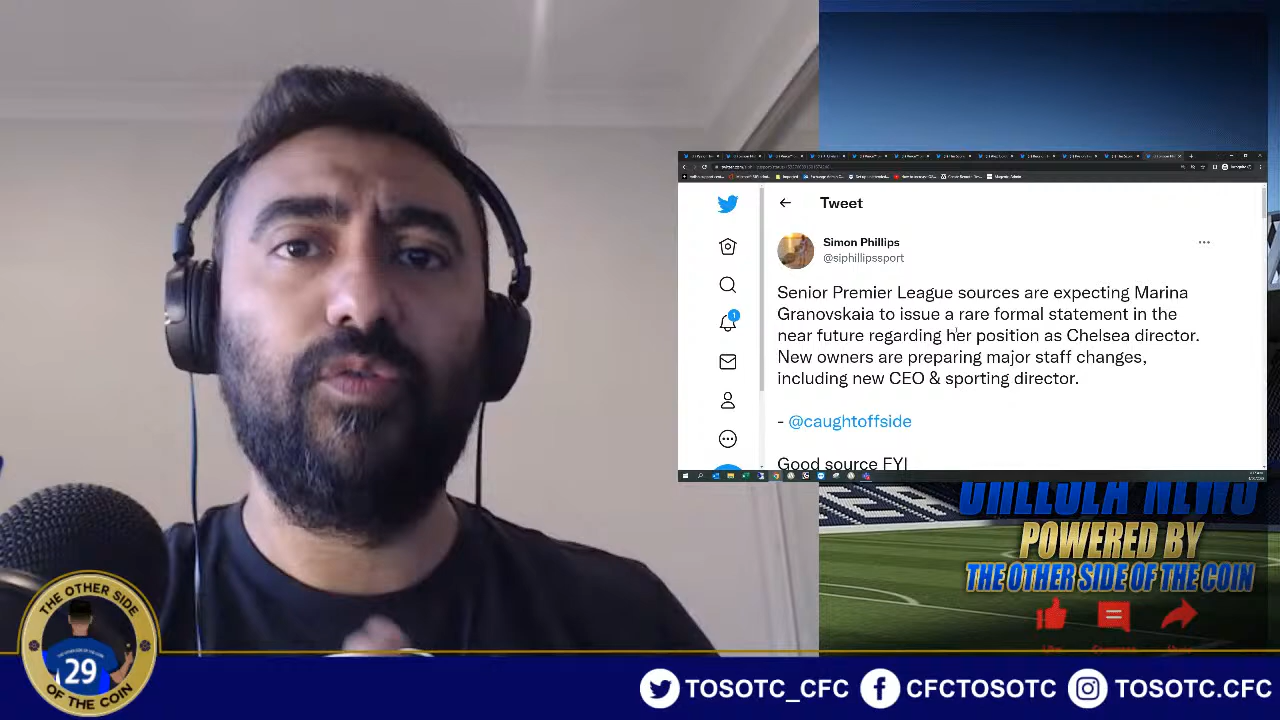 Tweet
Simon Phillips
@siphillipssport
Senior Premier League sources are expecting Marina
Granovskaia to issue a rare formal statement in the
near future regarding her position as Chelsea director.
New owners are preparing major staff changes,
including new CEO & sporting director.
- @caughtoffside
Good source FYI
1
CHELSEA NEWS
POWERED BY
THE OTHER SIDE OF THE COIN
THE OTHER SIDE
29
OF THE COIN
TOSOTC_CFC
CFCTOSOTC
TOSOTC.CFC